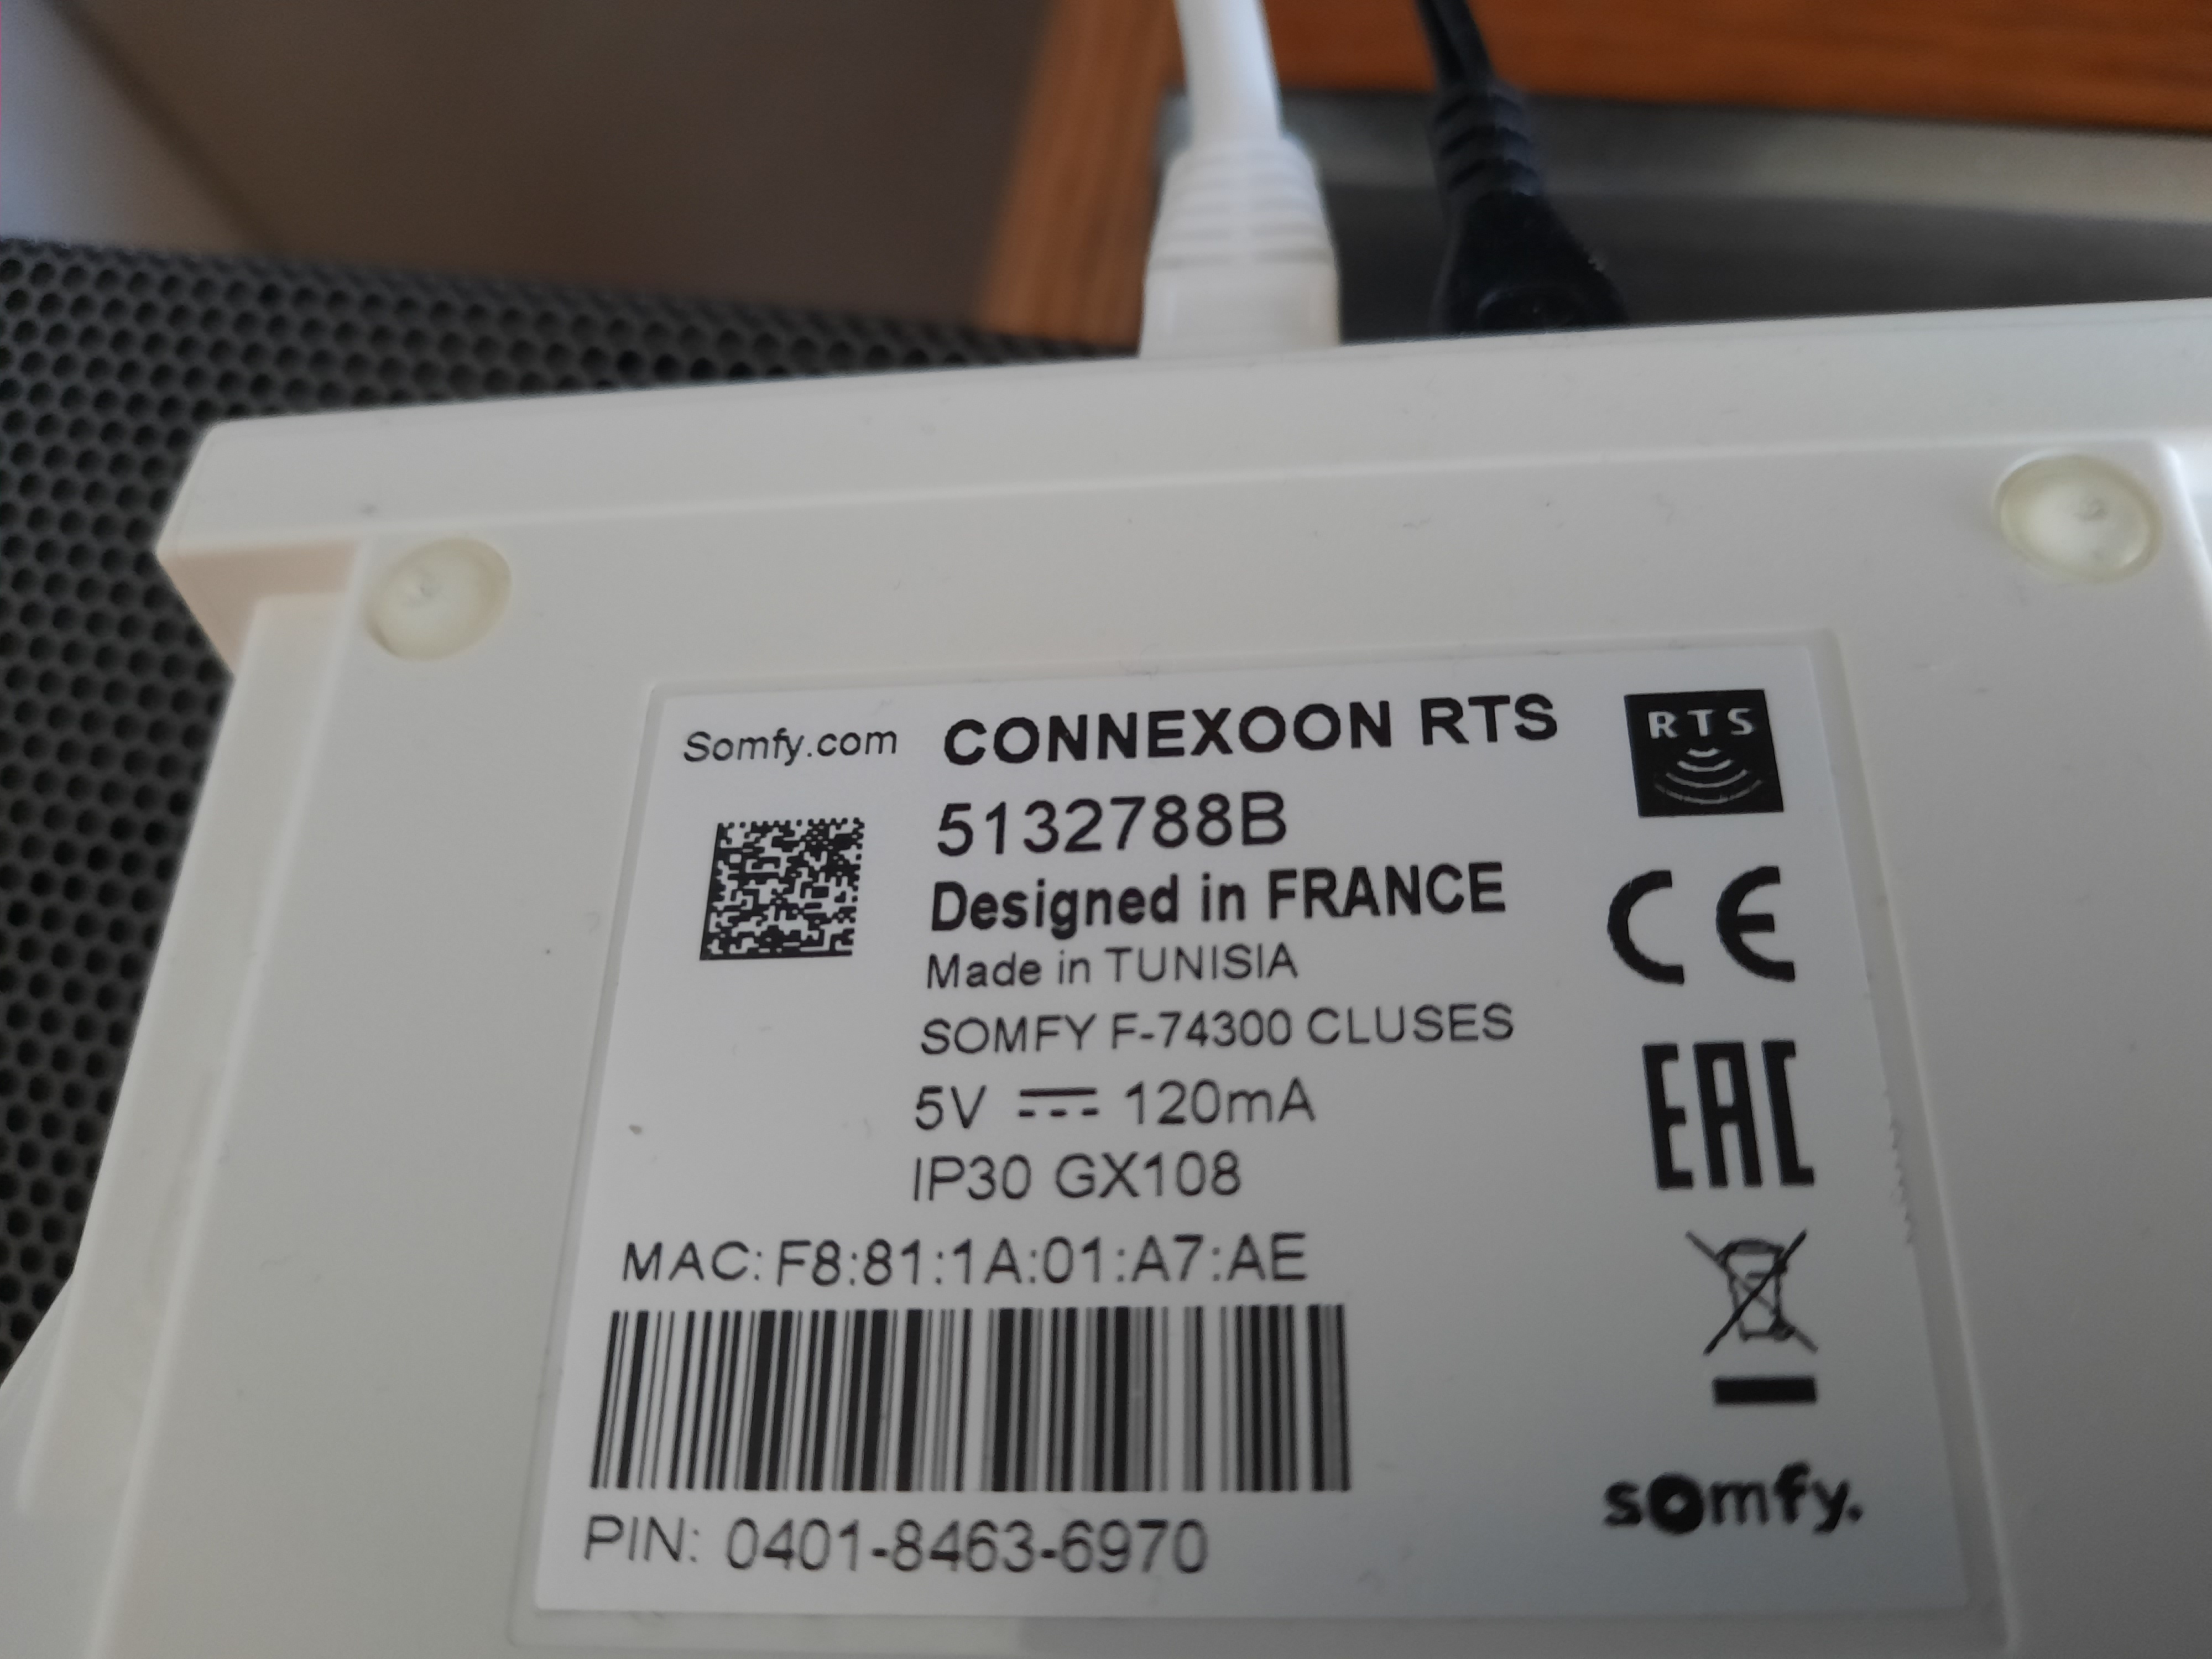 Somfy.com CONNEXOON RTS
RTS
5132788B
Designed in FRANCE
Made in TUNISIA
CE
SOMFY F-74300 CLUSES
5V 120mA
EAC
IP30 GX108
MAC: F8:81:1A:01:A7:AE
PIN: 0401-8463-6970
somfy.